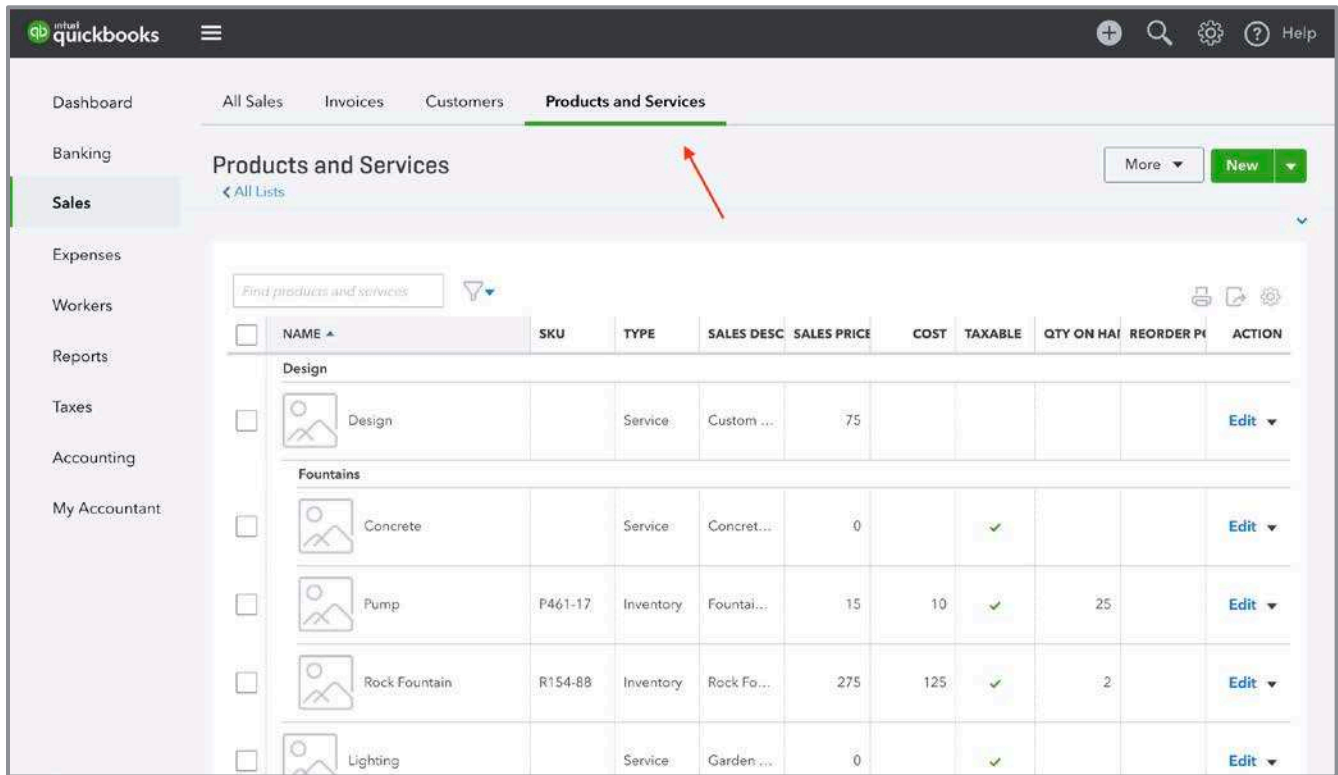 qb intuit quickbooks Help
Dashboard
Banking
Sales
Expenses
Workers
Reports
Taxes
Accounting
My Accountant
All Sales Invoices Customers Products and Services
Products and Services More New
All Lists
Find products and services
NAME SKU TYPE SALES DESC SALES PRICE COST TAXABLE QTY ON HAI REORDER P( ACTION
Design
Design Service Custom ... 75 Edit
Fountains
Concrete Service Concret... 0 Edit
Pump P461-17 Inventory Fountai... 15 10 25 Edit
Rock Fountain R154-88 Inventory Rock Fo... 275 125 2 Edit
Lighting Service Garden ... 0 Edit